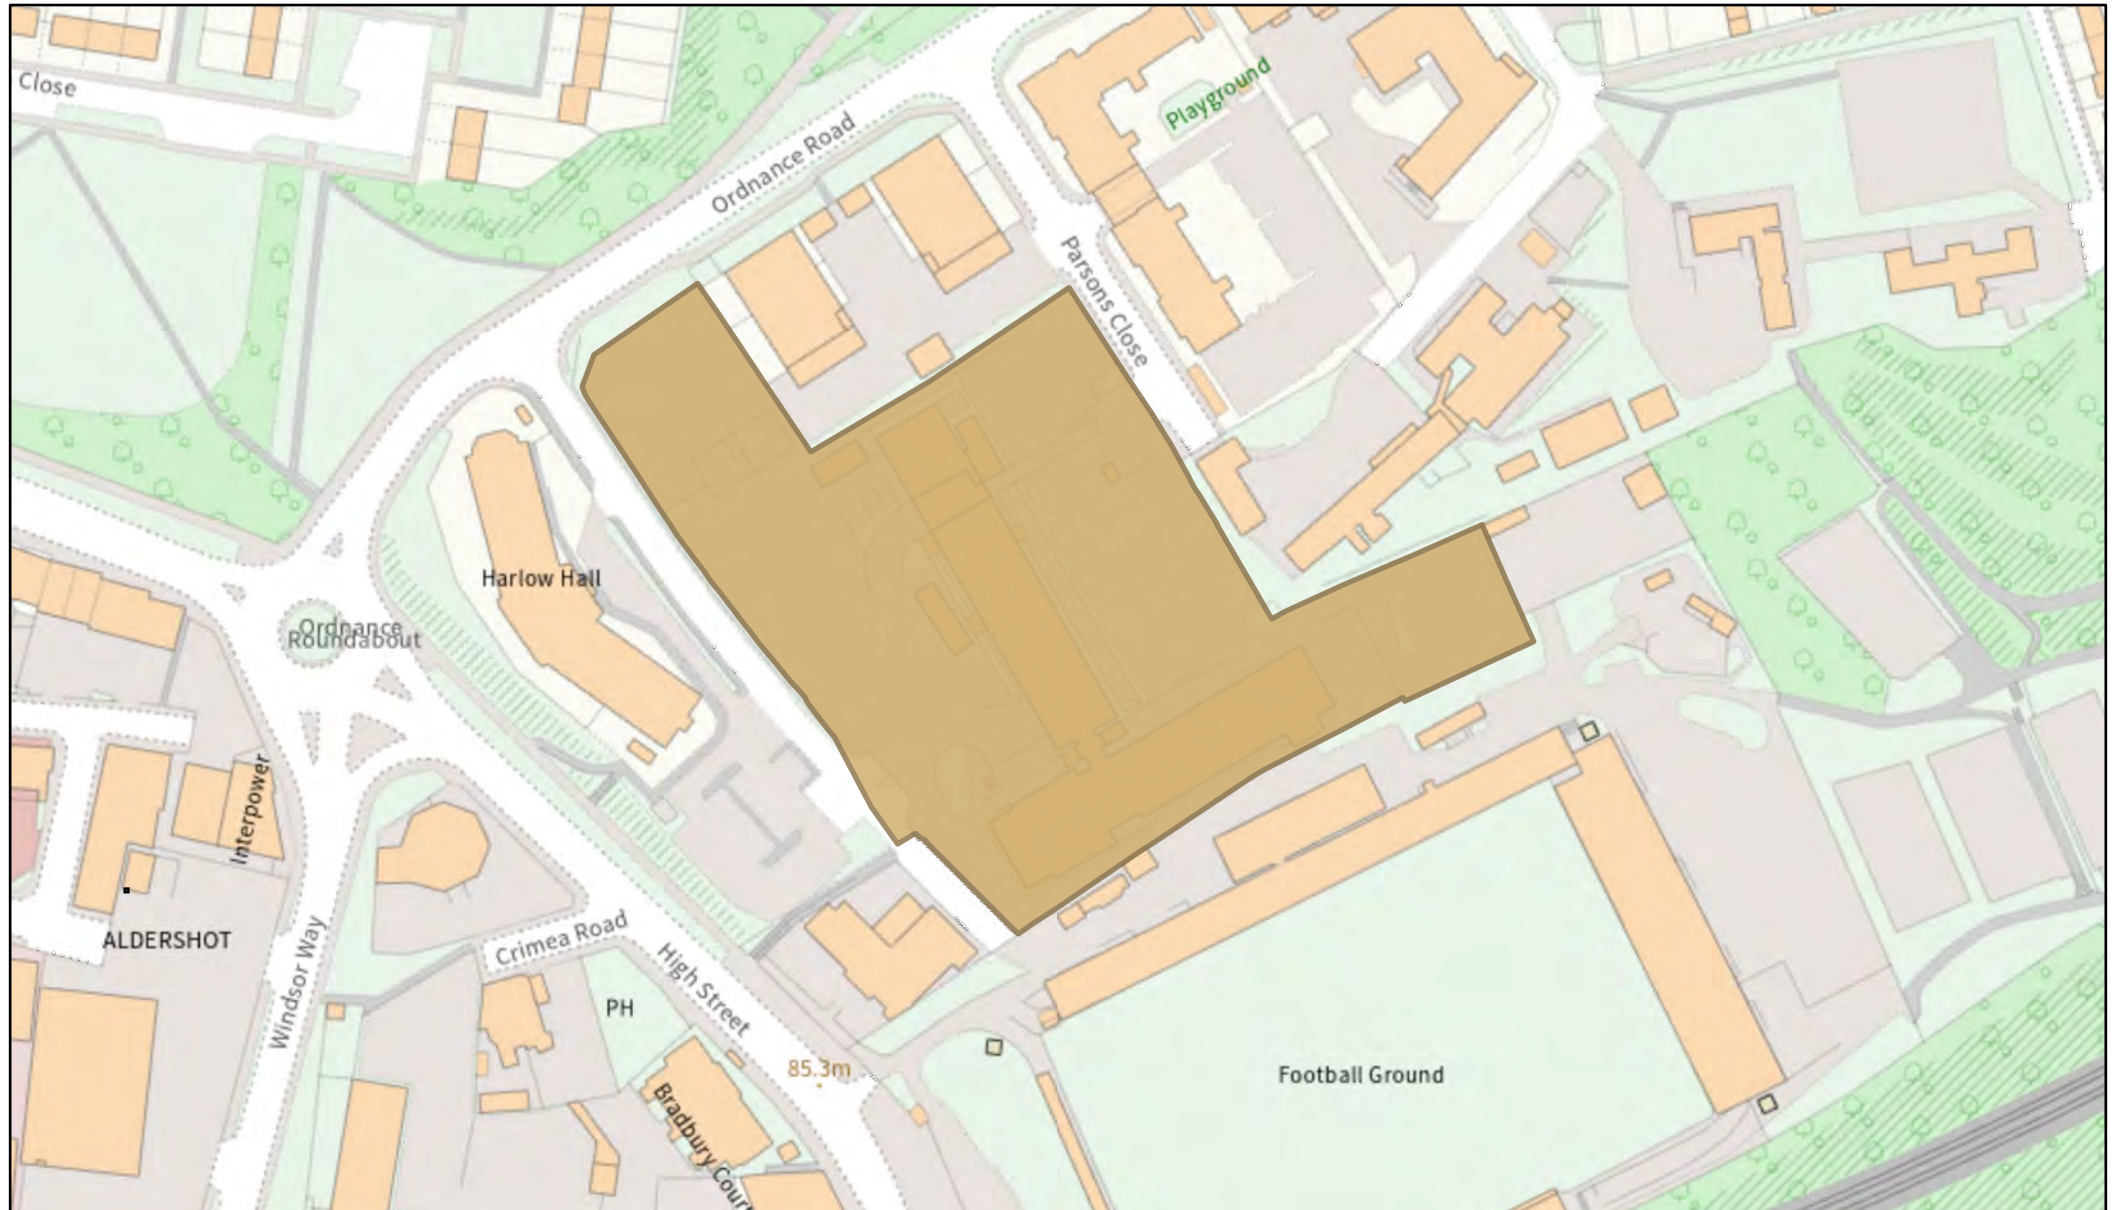 Close
Playground
Ordnance Road
Parsons Close
Harlow Hall
Ordnance
Roundabout
Interpower
ALDERSHOT
Windsor Way
Crimea Road
High Street
PH
85.3m
Bradbury Cour
Football Ground